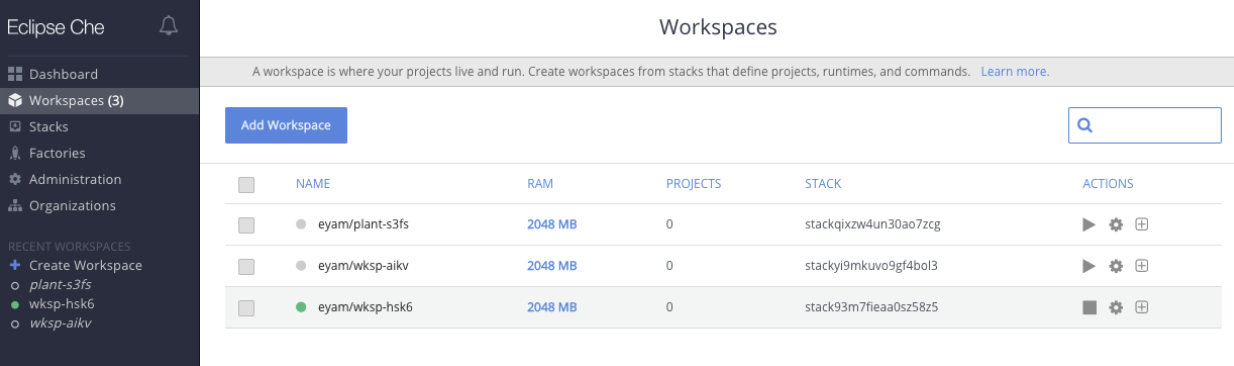 Eclipse Che
Dashboard
Workspaces (3)
Stacks
Factories
Administration
Organizations
RECENT WORKSPACES
Create Workspace
plant-s3fs
wksp-hsk6
wksp-aikv
Workspaces
A workspace is where your projects live and run. Create workspaces from stacks that define projects, runtimes, and commands. Learn more.
Add Workspace
NAME RAM PROJECTS STACK ACTIONS
eyam/plant-s3fs 2048 MB 0 stackqixzw4un30ao7zcg
eyam/wksp-aikv 2048 MB 0 stackyi9mkuvo9gf4bol3
eyam/wksp-hsk6 2048 MB 0 stack93m7fieaa0sz58z5